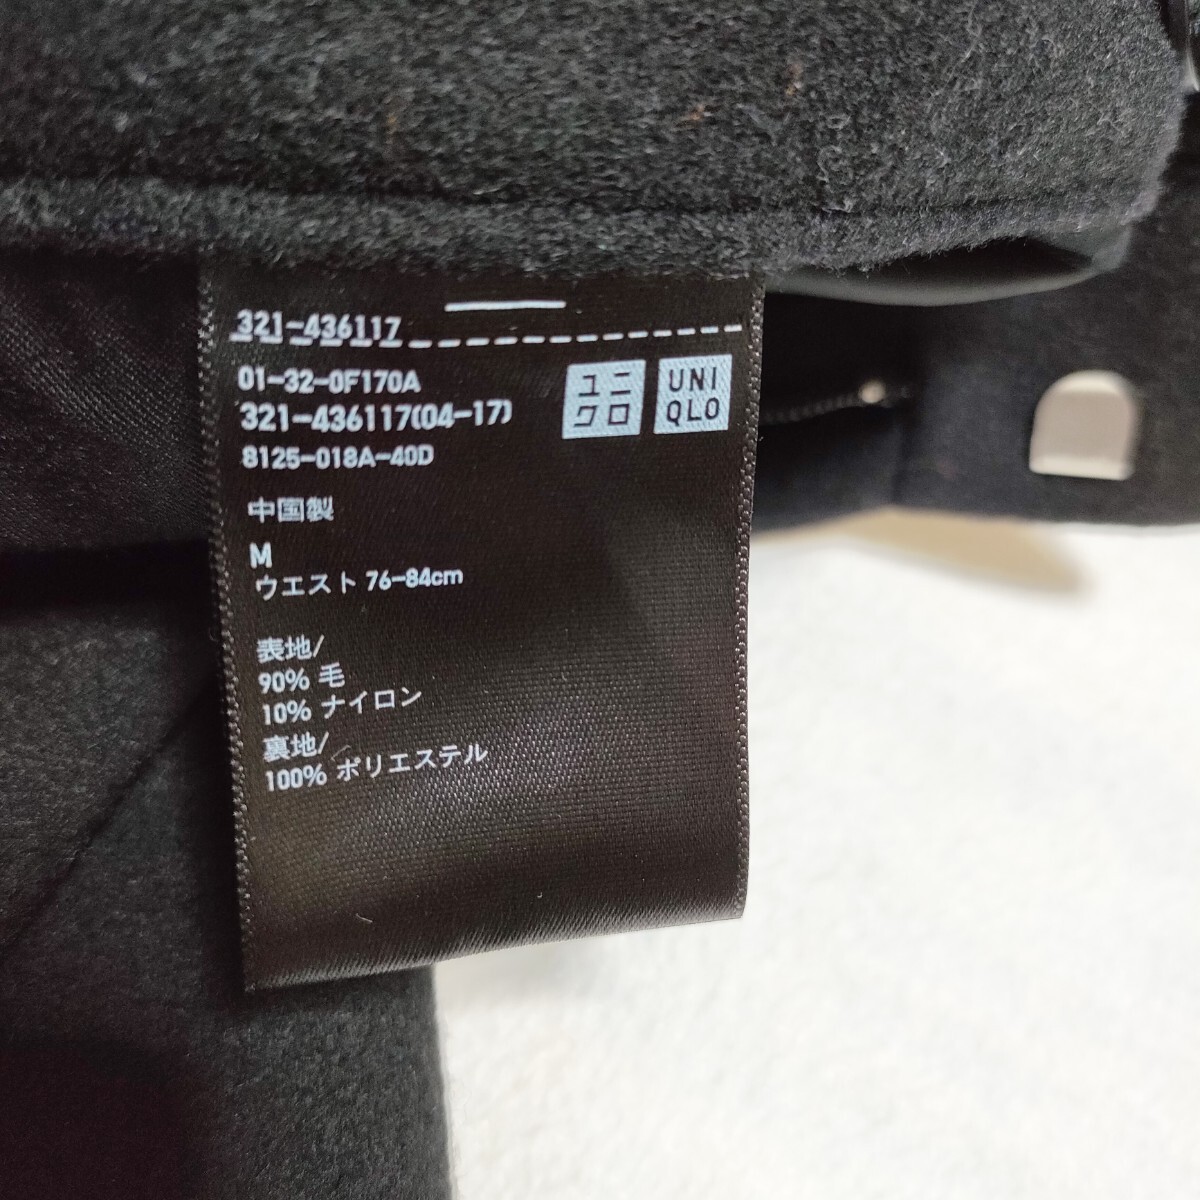 321-436117
01-32-0F170A
321-436117(04-17)
8125-018A-40D
ユニ
クロ
UNI
QLO
中国製
M
ウエスト 76-84cm
表地/
90% 毛
10% ナイロン
裏地/
100% ポリエステル